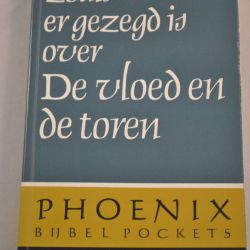 er gezegd is
over
De vloed en
de toren
PHOENIX
BIJBEL POCKETS